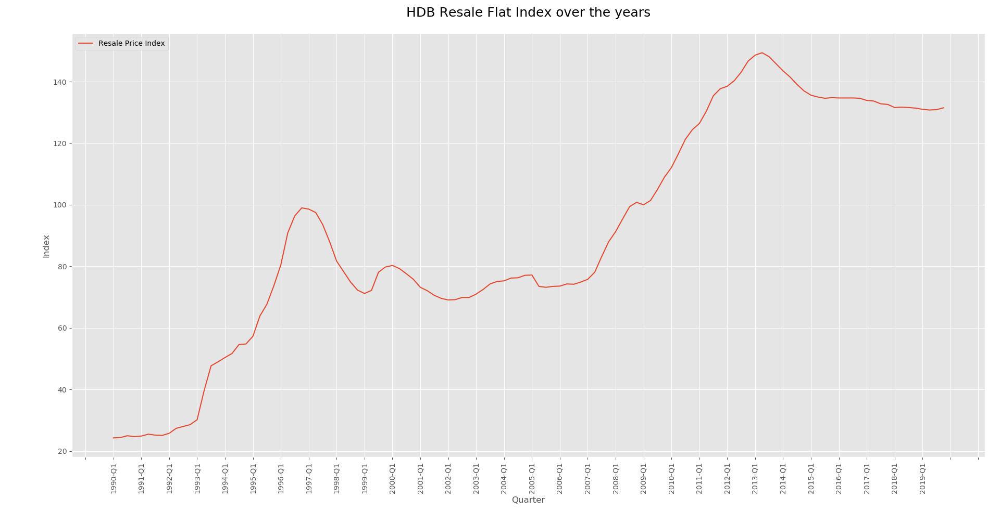 HDB Resale Flat Index over the years
Resale Price Index
140
120
100
80
60
40
20
Index
1990-Q1
1991-Q1
1992-Q1
1993-Q1
1994-Q1
1995-Q1
1996-Q1
1997-Q1
1998-Q1
1999-Q1
2000-Q1
2001-Q1
2002-Q1
2003-Q1
2004-Q1
2005-Q1
2006-Q1
2007-Q1
2008-Q1
2009-Q1
2010-Q1
2011-Q1
2012-Q1
2013-Q1
2014-Q1
2015-Q1
2016-Q1
2017-Q1
2018-Q1
2019-Q1
Quarter